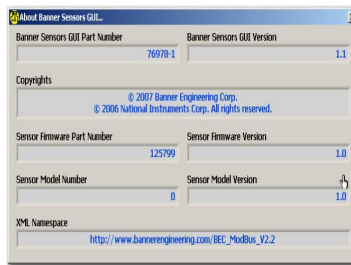 About Banner Sensors GUI...
Banner Sensors GUI Part Number
Banner Sensors GUI Version
76978-1
1.1
Copyrights
© 2007 Banner Engineering Corp.
© 2006 National Instruments Corp. All rights reserved.
Sensor Firmware Part Number
Sensor Firmware Version
125799
1.0
Sensor Model Number
Sensor Model Version
0
1.0
XML Namespace
http://www.bannerengineering.com/BEC_ModBus_V2.2